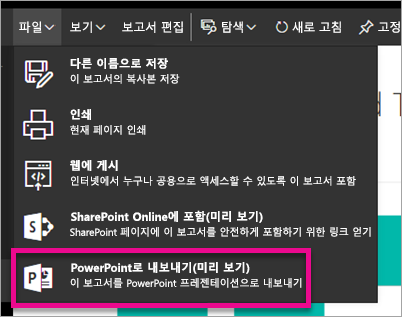 파일 보기 보고서 편집 탐색 새로 고침 고정
다른 이름으로 저장
이 보고서의 복사본 저장
인쇄
현재 페이지 인쇄
웹에 게시
인터넷에서 누구나 공용으로 액세스할 수 있도록 이 보고서 포함
SharePoint Online에 포함(미리 보기)
SharePoint 페이지에 이 보고서를 안전하게 포함하기 위한 링크 얻기
PowerPoint로 내보내기(미리 보기)
이 보고서를 PowerPoint 프레젠테이션으로 내보내기